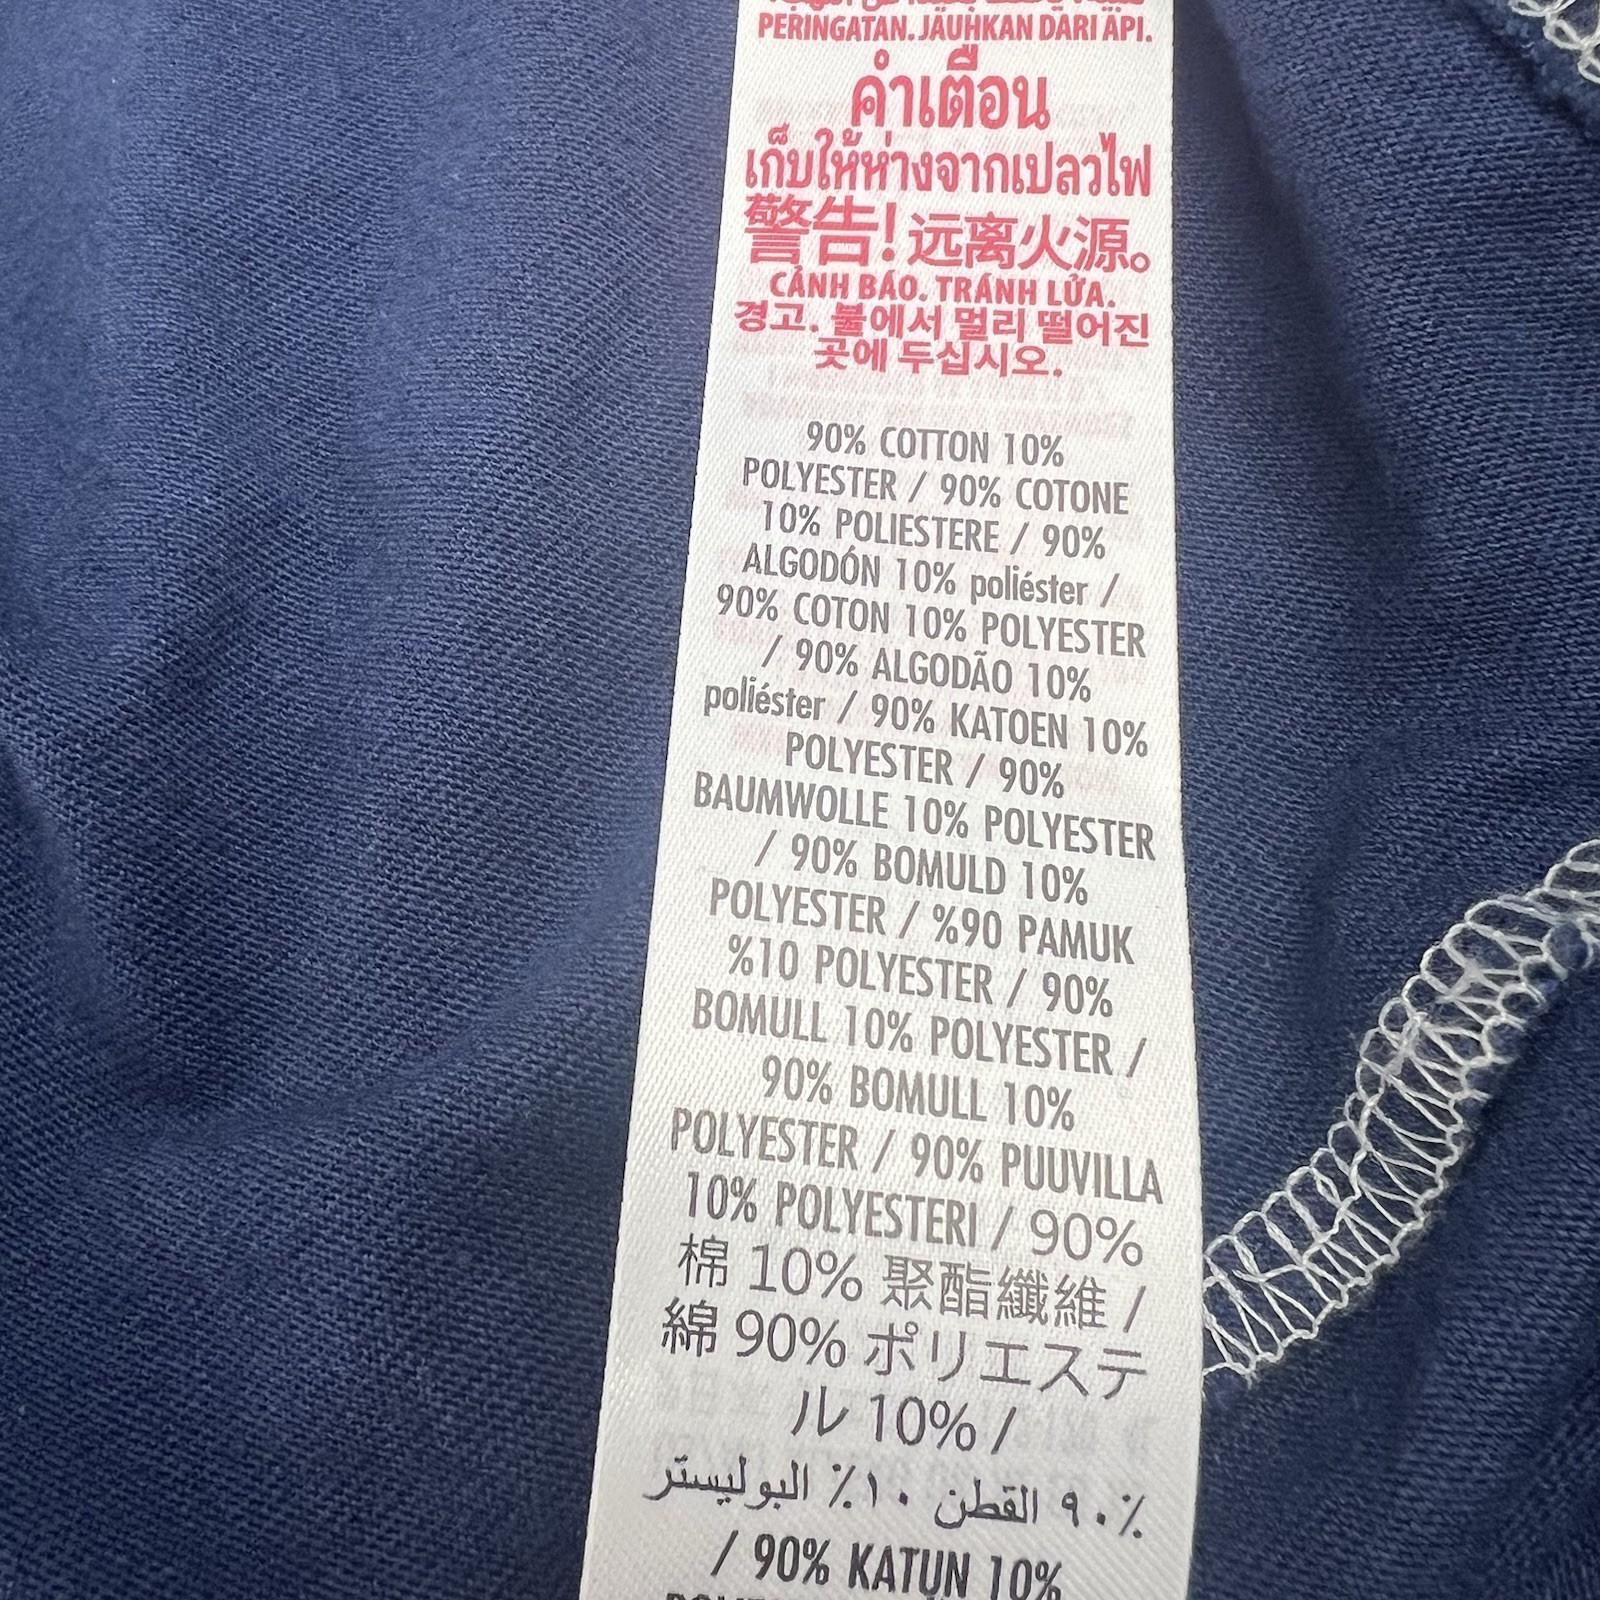 PERINGATAN. JAUHKAN DARI API.
คำเตือน
เก็บให้ห่างจากเปลวไฟ
警告! 远离火源。
CẢNH BÁO. TRÁNH LỬA.
경고. 불에서 멀리 떨어진
곳에 두십시오.
90% COTTON 10%
POLYESTER / 90% COTONE
10% POLIESTERE / 90%
ALGODÓN 10% poliéster /
90% COTON 10% POLYESTER
/ 90% ALGODÃO 10%
poliéster / 90% KATOEN 10%
POLYESTER / 90%
BAUMWOLLE 10% POLYESTER
/ 90% BOMULD 10%
POLYESTER / %90 PAMUK
%10 POLYESTER / 90%
BOMULL 10% POLYESTER /
90% BOMULL 10%
POLYESTER / 90% PUUVILLA
10% POLYESTERI / 90%
棉 10% 聚酯纖維 /
綿 90% ポリエステ
ル 10% /
٩٠٪ القطن ١٠٪ البوليستر
/ 90% KATUN 10%